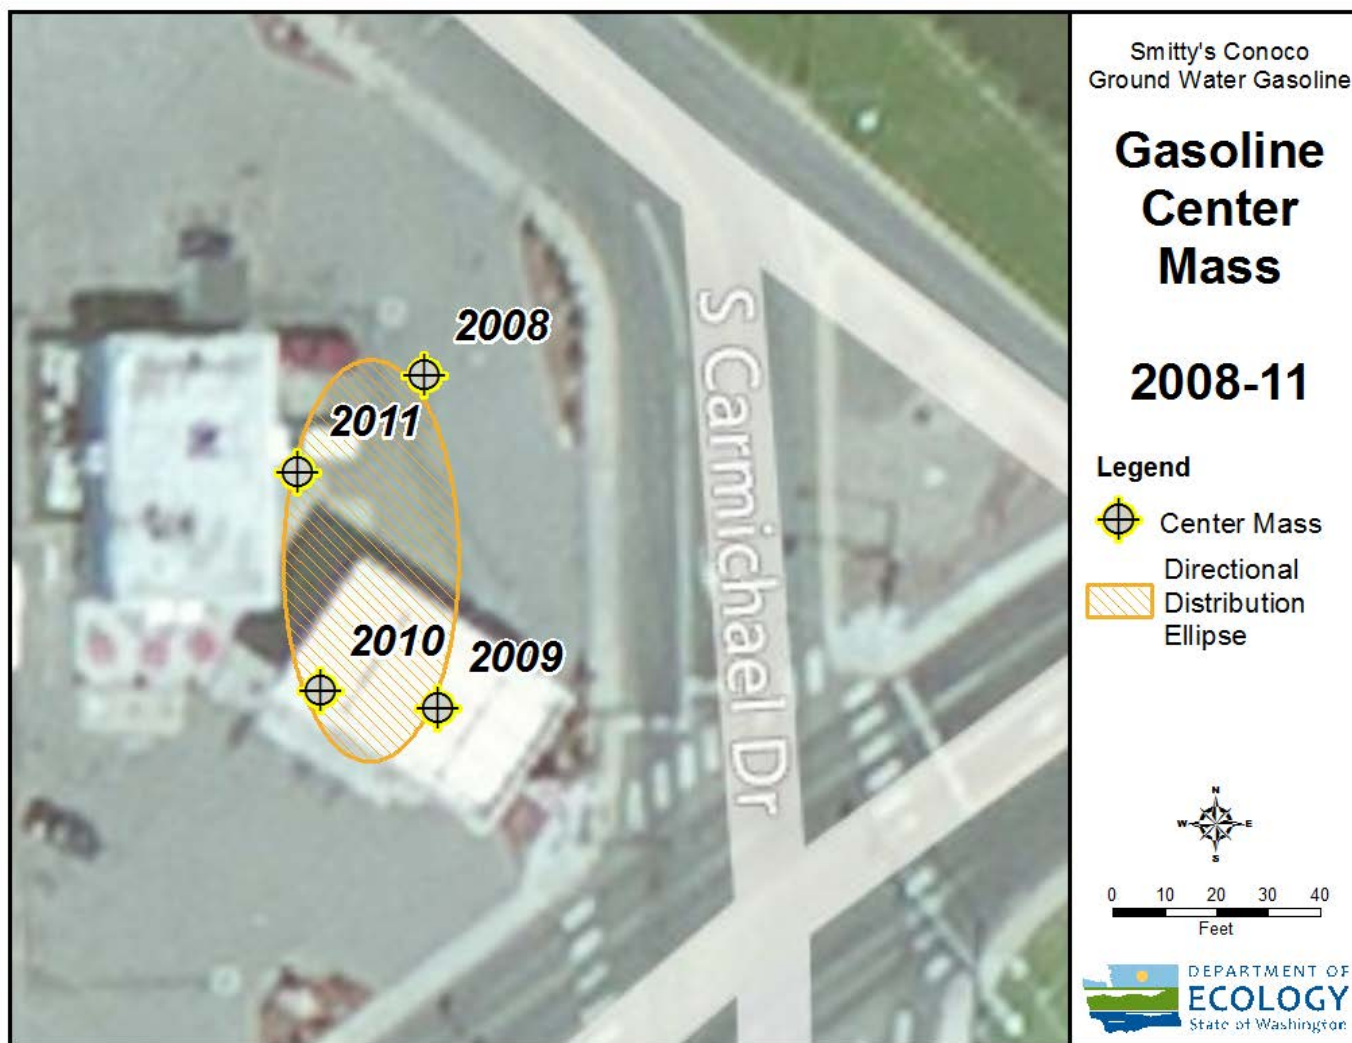 Smitty's Conoco
Ground Water Gasoline
Gasoline
Center
Mass
2008-11
Legend
Center Mass
Directional
Distribution
Ellipse
2008
2011
2010
2009
S Carmichael Dr
N
W E
S
0 10 20 30 40
Feet
DEPARTMENT OF
ECOLOGY
State of Washington